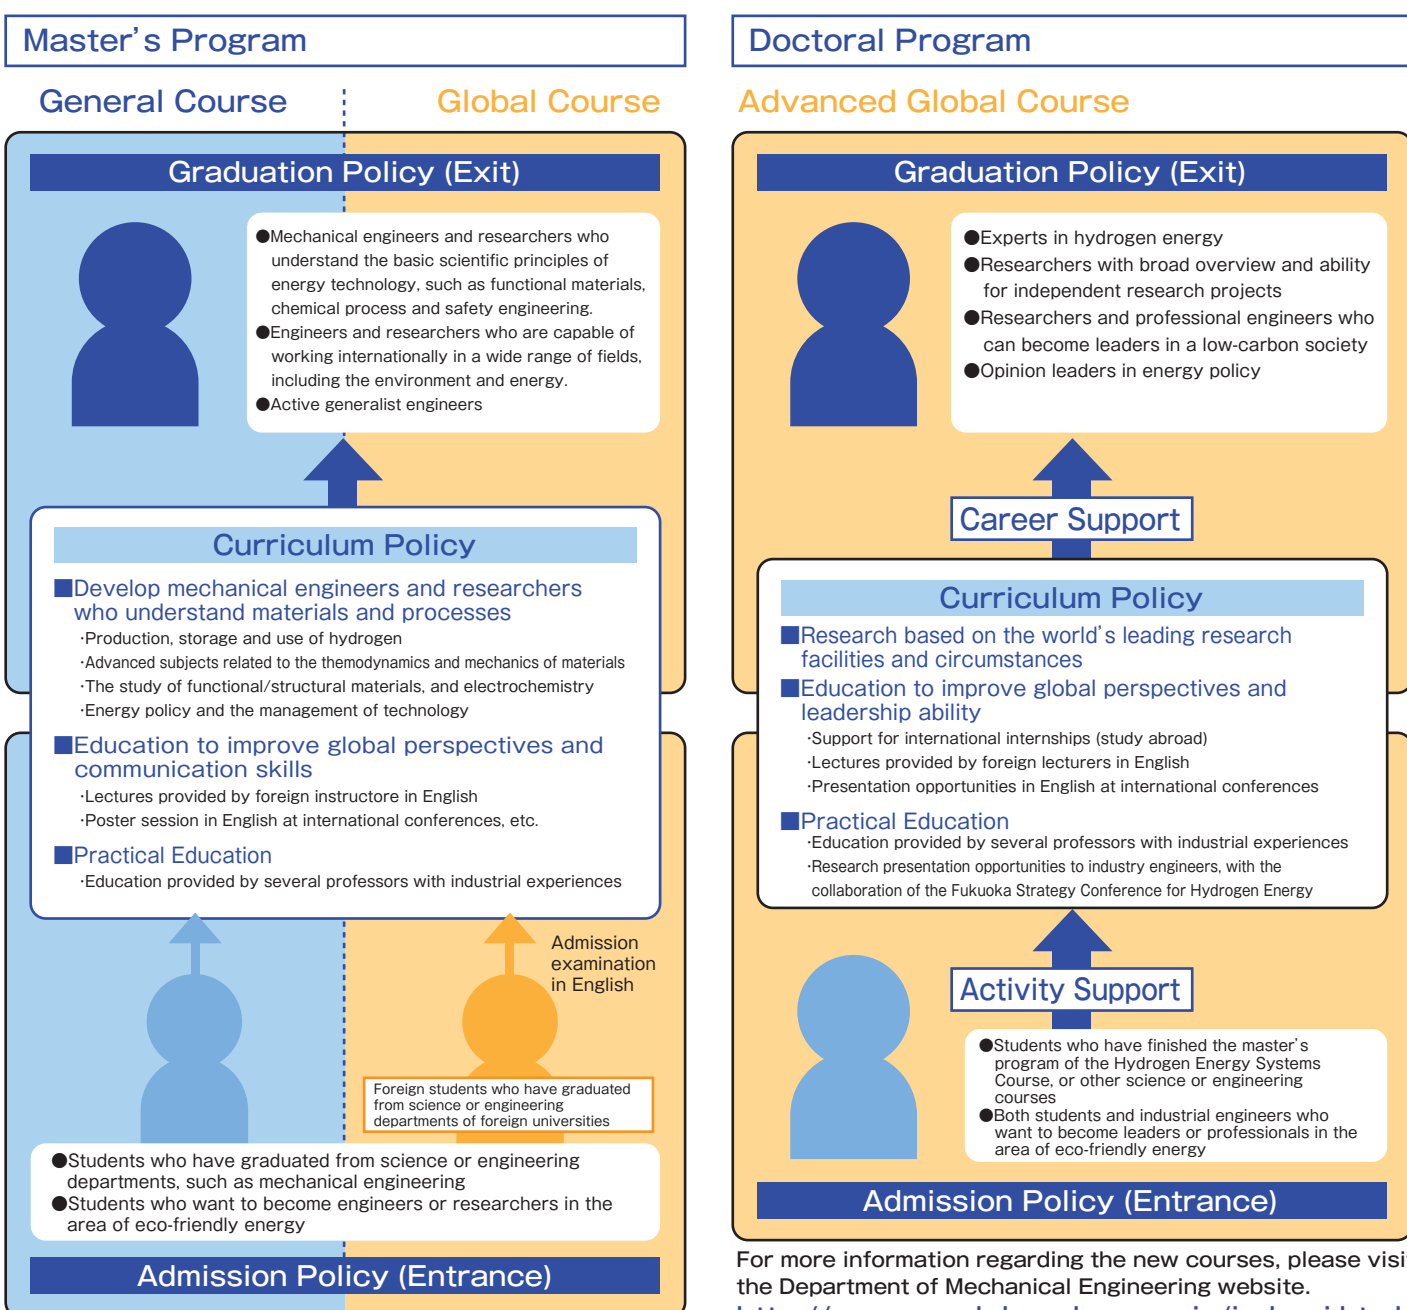 Master's Program
General Course
Global Course
Graduation Policy (Exit)
●Mechanical engineers and researchers who
understand the basic scientific principles of
energy technology, such as functional materials,
chemical process and safety engineering.
●Engineers and researchers who are capable of
working internationally in a wide range of fields,
including the environment and energy.
●Active generalist engineers
Curriculum Policy
■Develop mechanical engineers and researchers
who understand materials and processes
·Production, storage and use of hydrogen
·Advanced subjects related to the themodynamics and mechanics of materials
·The study of functional/structural materials, and electrochemistry
·Energy policy and the management of technology
■Education to improve global perspectives and
communication skills
·Lectures provided by foreign instructore in English
·Poster session in English at international conferences, etc.
■Practical Education
·Education provided by several professors with industrial experiences
Admission
examination
in English
Foreign students who have graduated
from science or engineering
departments of foreign universities
●Students who have graduated from science or engineering
departments, such as mechanical engineering
●Students who want to become engineers or researchers in the
area of eco-friendly energy
Admission Policy (Entrance)
Doctoral Program
Advanced Global Course
Graduation Policy (Exit)
●Experts in hydrogen energy
●Researchers with broad overview and ability
for independent research projects
●Researchers and professional engineers who
can become leaders in a low-carbon society
●Opinion leaders in energy policy
Career Support
Curriculum Policy
■Research based on the world's leading research
facilities and circumstances
■Education to improve global perspectives and
leadership ability
·Support for international internships (study abroad)
·Lectures provided by foreign lecturers in English
·Presentation opportunities in English at international conferences
■Practical Education
·Education provided by several professors with industrial experiences
·Research presentation opportunities to industry engineers, with the
collaboration of the Fukuoka Strategy Conference for Hydrogen Energy
Activity Support
●Students who have finished the master's
program of the Hydrogen Energy Systems
Course, or other science or engineering
courses
●Both students and industrial engineers who
want to become leaders or professionals in the
area of eco-friendly energy
Admission Policy (Entrance)
For more information regarding the new courses, please visi
the Department of Mechanical Engineering website.